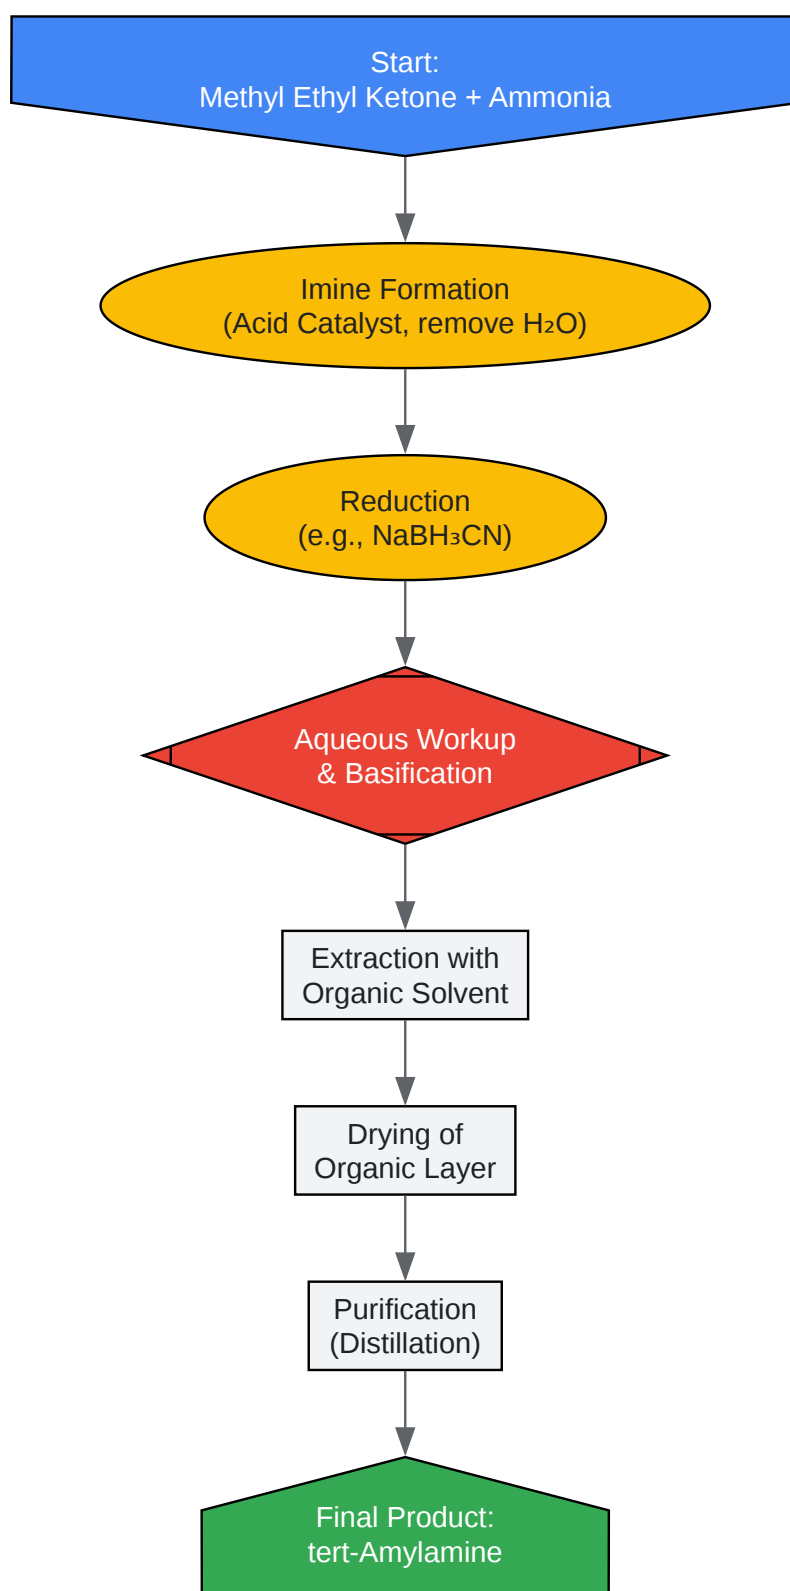 Start:
Methyl Ethyl Ketone + Ammonia
Imine Formation
(Acid Catalyst, remove H₂O)
Reduction
(e.g., NaBH₃CN)
Aqueous Workup
& Basification
Extraction with
Organic Solvent
Drying of
Organic Layer
Purification
(Distillation)
Final Product:
tert-Amylamine